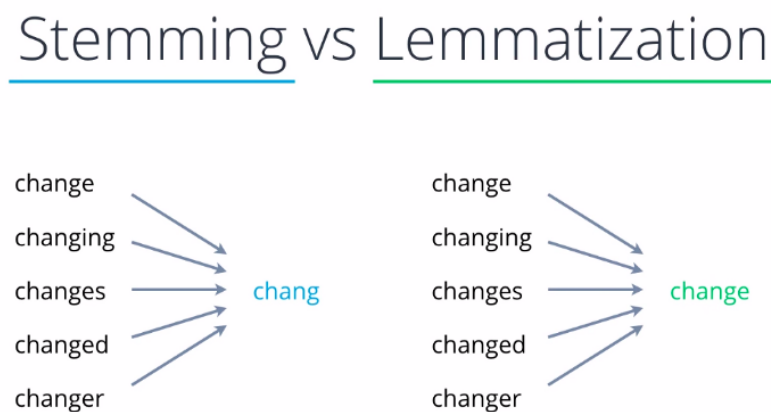 Stemming vs Lemmatization
change
changing
changes
changed
changer
chang
change
changing
changes
changed
changer
change